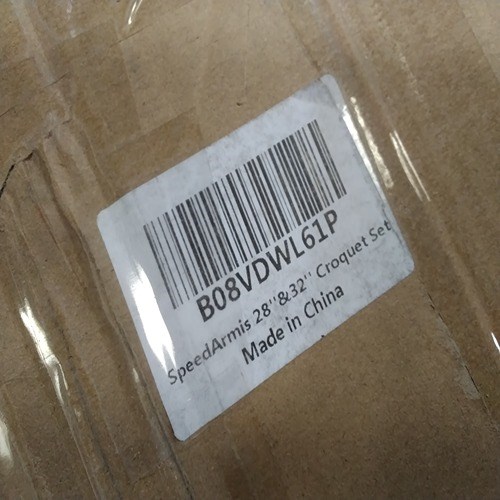 B08VDWL61P
SpeedArmis 28''&32'' Croquet Set
Made in China